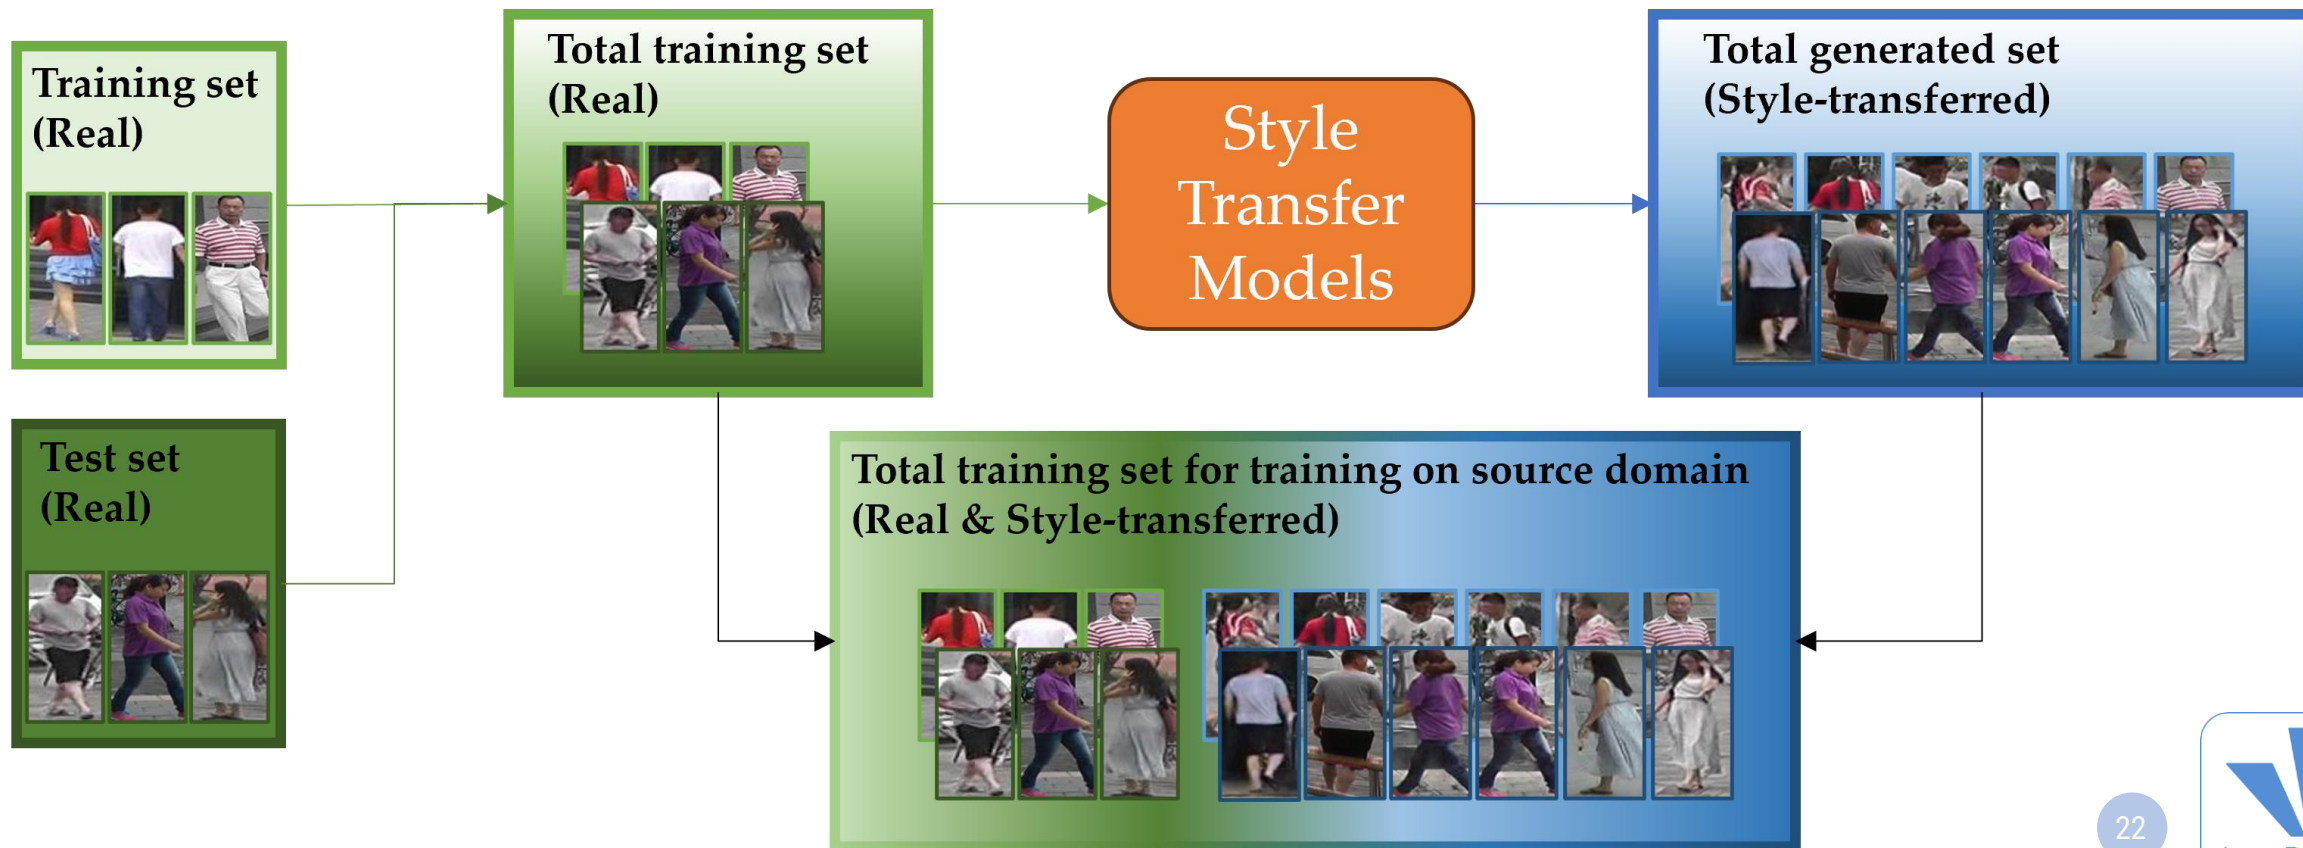 Training set
(Real)
Total training set
(Real)
Style
Transfer
Models
Total generated set
(Style-transferred)
Test set
(Real)
Total training set for training on source domain
(Real & Style-transferred)
22